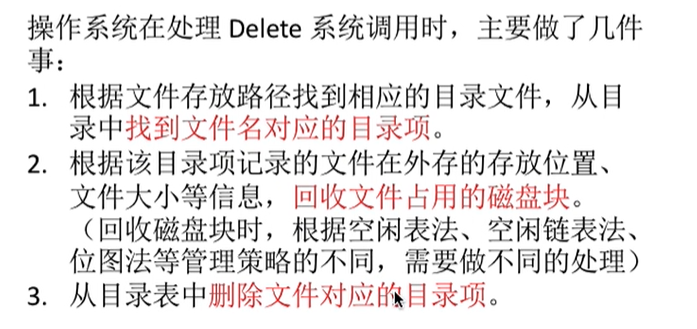 操作系统在处理 Delete 系统调用时，主要做了几件
事：
1. 根据文件存放路径找到相应的目录文件，从目
录中找到文件名对应的目录项。
2. 根据该目录项记录的文件在外存的存放位置、
文件大小等信息，回收文件占用的磁盘块。
（回收磁盘块时，根据空闲表法、空闲链表法、
位图法等管理策略的不同，需要做不同的处理）
3. 从目录表中删除文件对应的目录项。